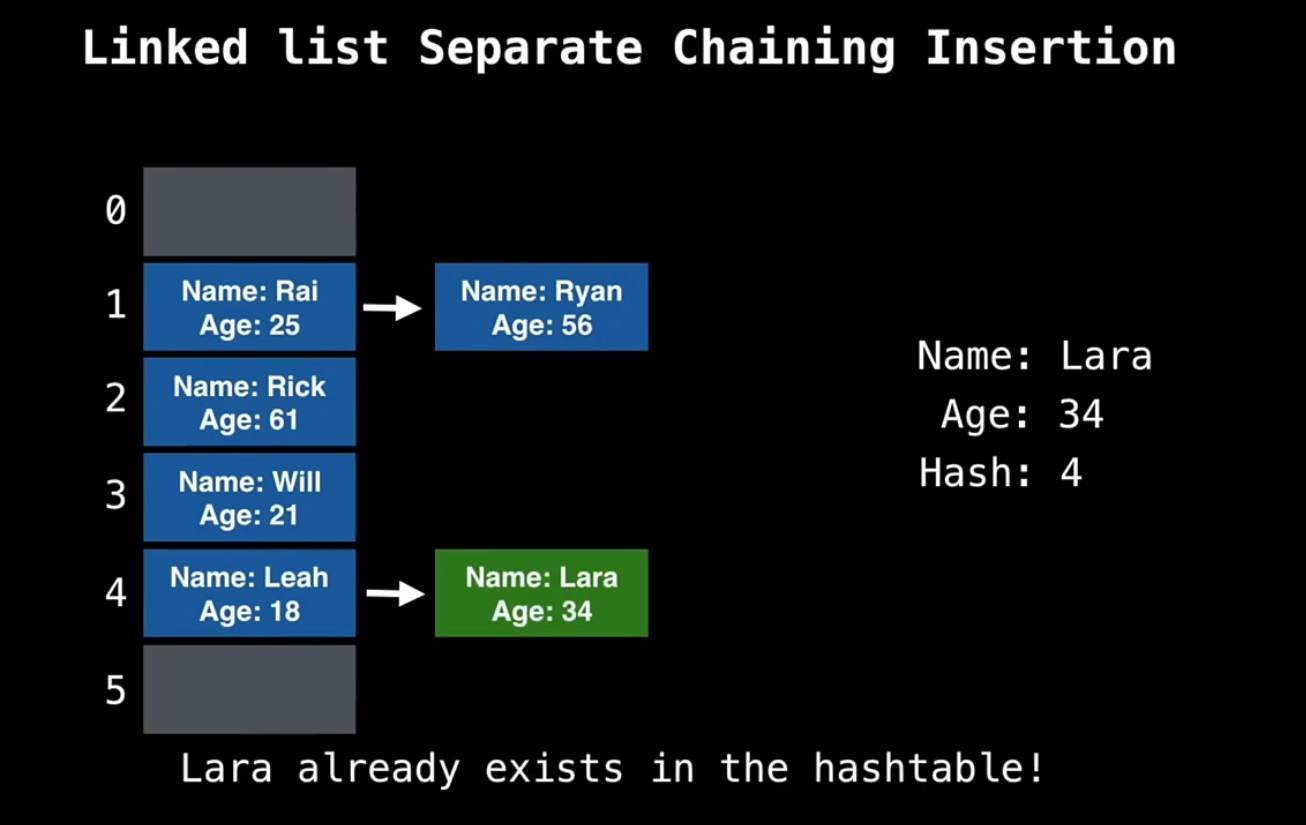 Linked list Separate Chaining Insertion
0
1
Name: Rai
Age: 25
Name: Ryan
Age: 56
2
Name: Rick
Age: 61
3
Name: Will
Age: 21
4
Name: Leah
Age: 18
Name: Lara
Age: 34
5
Name: Lara
Age: 34
Hash: 4
Lara already exists in the hashtable!